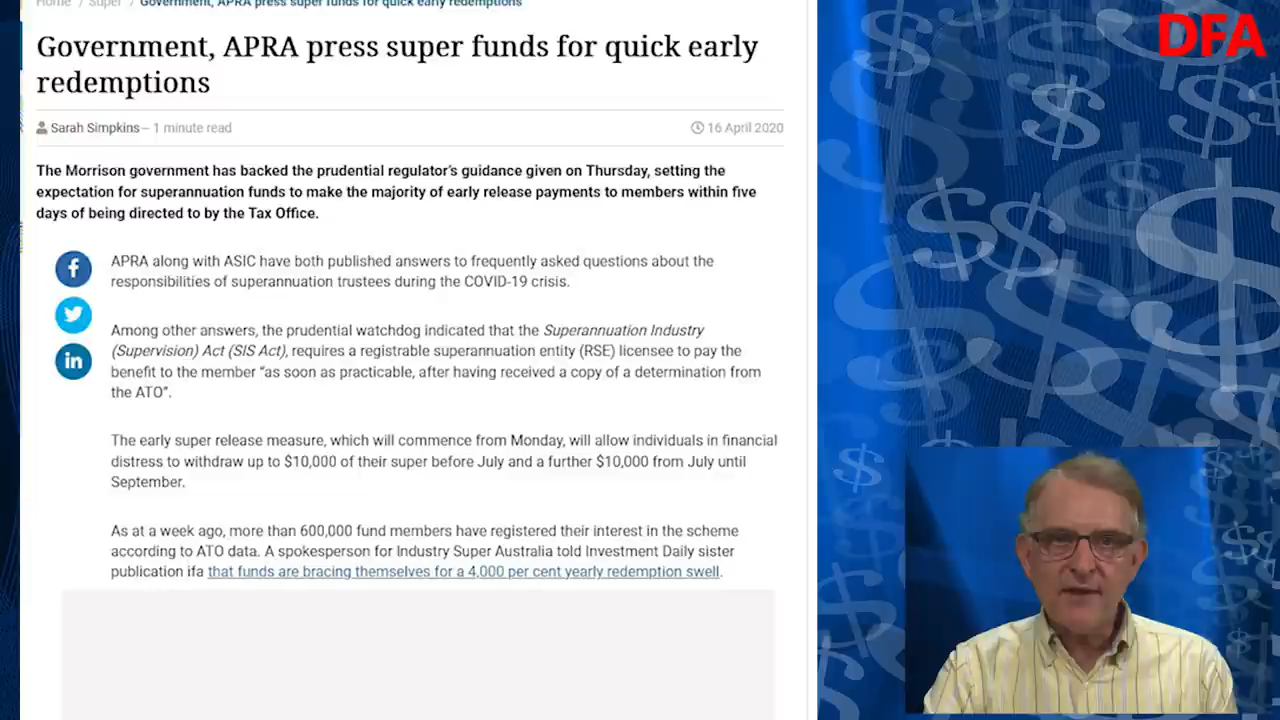 Home / Super / Government, APRA press super funds for quick early redemptions
DFA
Government, APRA press super funds for quick early
redemptions
Sarah Simpkins – 1 minute read
16 April 2020
The Morrison government has backed the prudential regulator's guidance given on Thursday, setting the
expectation for superannuation funds to make the majority of early release payments to members within five
days of being directed to by the Tax Office.
APRA along with ASIC have both published answers to frequently asked questions about the
responsibilities of superannuation trustees during the COVID-19 crisis.
Among other answers, the prudential watchdog indicated that the Superannuation Industry
(Supervision) Act (SIS Act), requires a registrable superannuation entity (RSE) licensee to pay the
benefit to the member “as soon as practicable, after having received a copy of a determination from
the ATO”.
The early super release measure, which will commence from Monday, will allow individuals in financial
distress to withdraw up to $10,000 of their super before July and a further $10,000 from July until
September.
As at a week ago, more than 600,000 fund members have registered their interest in the scheme
according to ATO data. A spokesperson for Industry Super Australia told Investment Daily sister
publication ifa that funds are bracing themselves for a 4,000 per cent yearly redemption swell.